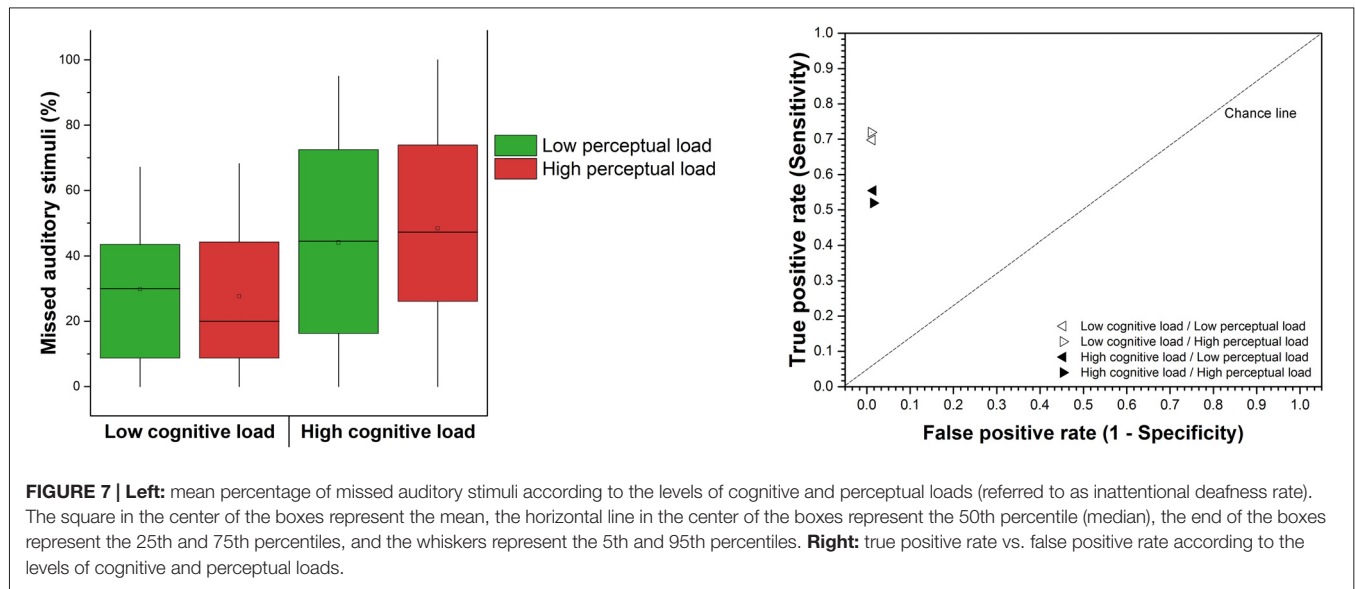 Missed auditory stimuli (%)
100
80
60
40
20
0
Low cognitive load
High cognitive load
Low perceptual load
High perceptual load
True positive rate (Sensitivity)
1.0
0.9
0.8
0.7
0.6
0.5
0.4
0.3
0.2
0.1
0.0
Chance line
Low cognitive load / Low perceptual load
Low cognitive load / High perceptual load
High cognitive load / Low perceptual load
High cognitive load / High perceptual load
0.0 0.1 0.2 0.3 0.4 0.5 0.6 0.7 0.8 0.9 1.0
False positive rate (1 - Specificity)
FIGURE 7 | Left: mean percentage of missed auditory stimuli according to the levels of cognitive and perceptual loads (referred to as inattentional deafness rate).
The square in the center of the boxes represent the mean, the horizontal line in the center of the boxes represent the 50th percentile (median), the end of the boxes
represent the 25th and 75th percentiles, and the whiskers represent the 5th and 95th percentiles. Right: true positive rate vs. false positive rate according to the
levels of cognitive and perceptual loads.